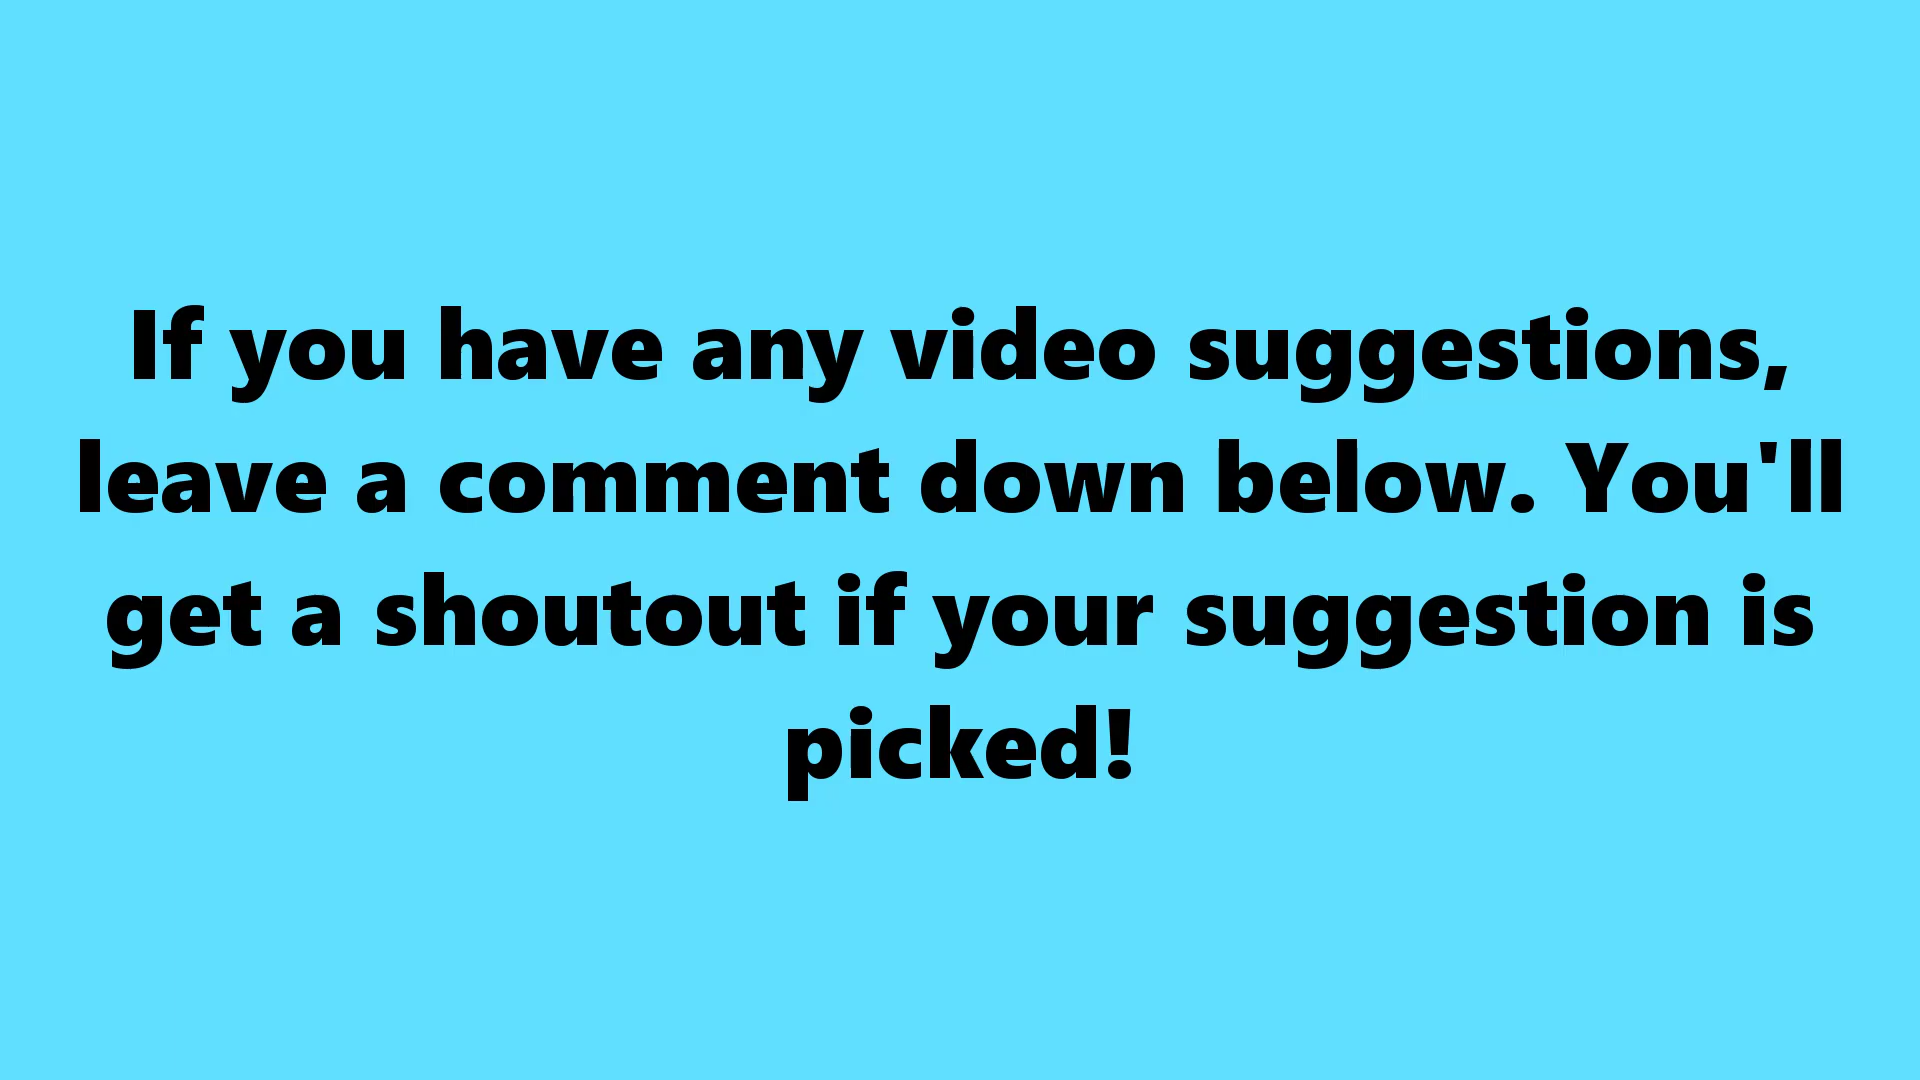 If you have any video suggestions,
leave a comment down below. You'll
get a shoutout if your suggestion is
picked!